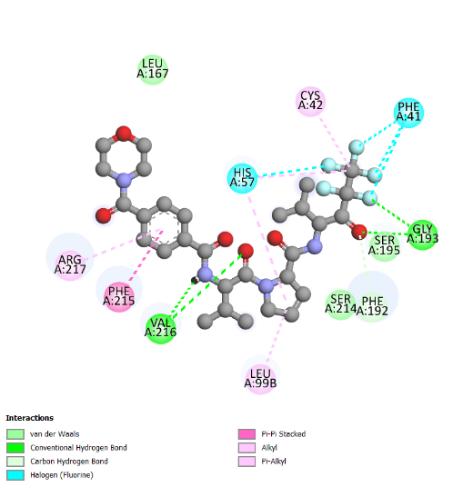 LEU
A:167
CYS
A:42
PHE
A:41
HIS
A:57
GLY
A:193
SER
A:195
ARG
A:217
PHE
A:215
SER
A:214
PHE
A:192
VAL
A:216
LEU
A:99B
Interactions
van der Waals
Conventional Hydrogen Bond
Carbon Hydrogen Bond
Halogen (Fluorine)
Pi-Pi Stacked
Alkyl
Pi-Alkyl